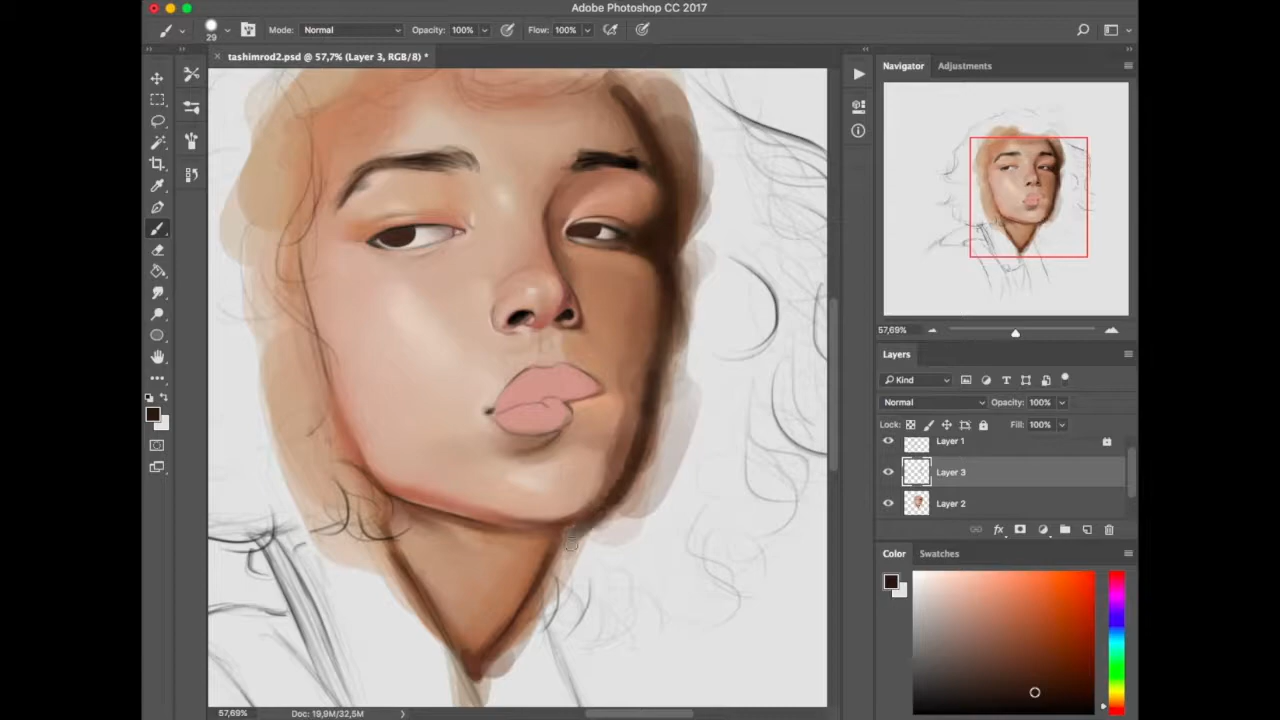 Adobe Photoshop CC 2017
29
Mode: Normal
Opacity: 100%
Flow: 100%
× tashimrod2.psd @ 57,7% (Layer 3, RGB/8) *
Navigator Adjustments
57,69%
Layers
Kind
Normal Opacity: 100%
Lock: Fill: 100%
Layer 1
Layer 3
Layer 2
fx
Color Swatches
57,69% Doc: 19,9M/32,5M